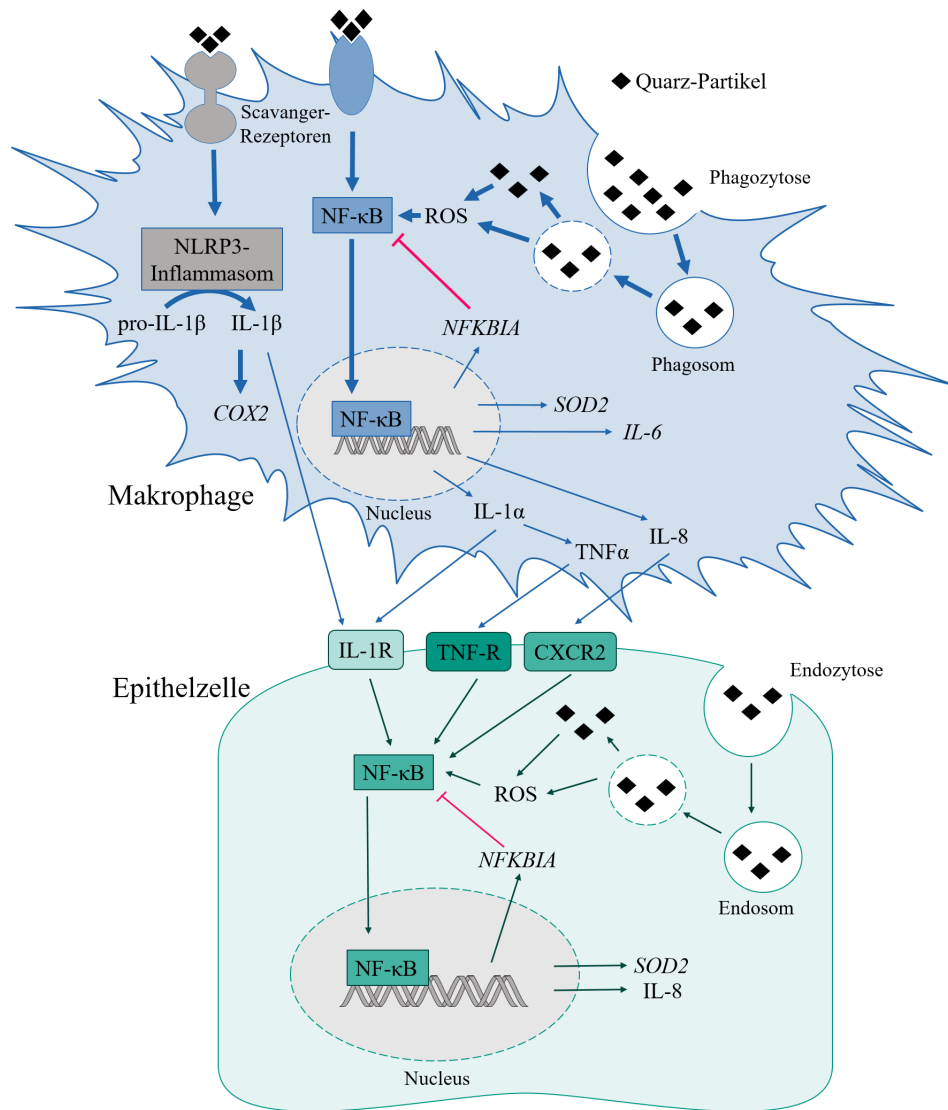 Quarz-Partikel
Scavanger-
Rezeptoren
Phagozytose
NF-κB
ROS
NLRP3-
Inflammasom
pro-IL-1β
IL-1β
NFKBIA
Phagosom
COX2
SOD2
NF-κB
IL-6
Makrophage
Nucleus
IL-1α
IL-8
TNFα
IL-1R
TNF-R
CXCR2
Epithelzelle
Endozytose
NF-κB
ROS
NFKBIA
Endosom
NF-κB
SOD2
IL-8
Nucleus